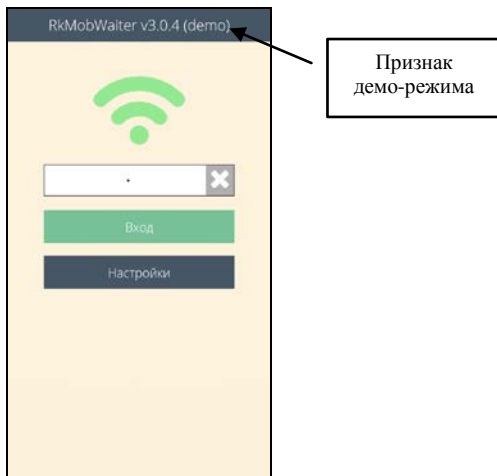 RkMobWaiter v3.0.4 (demo)
Признак
демо-режима
Вход
Настройки